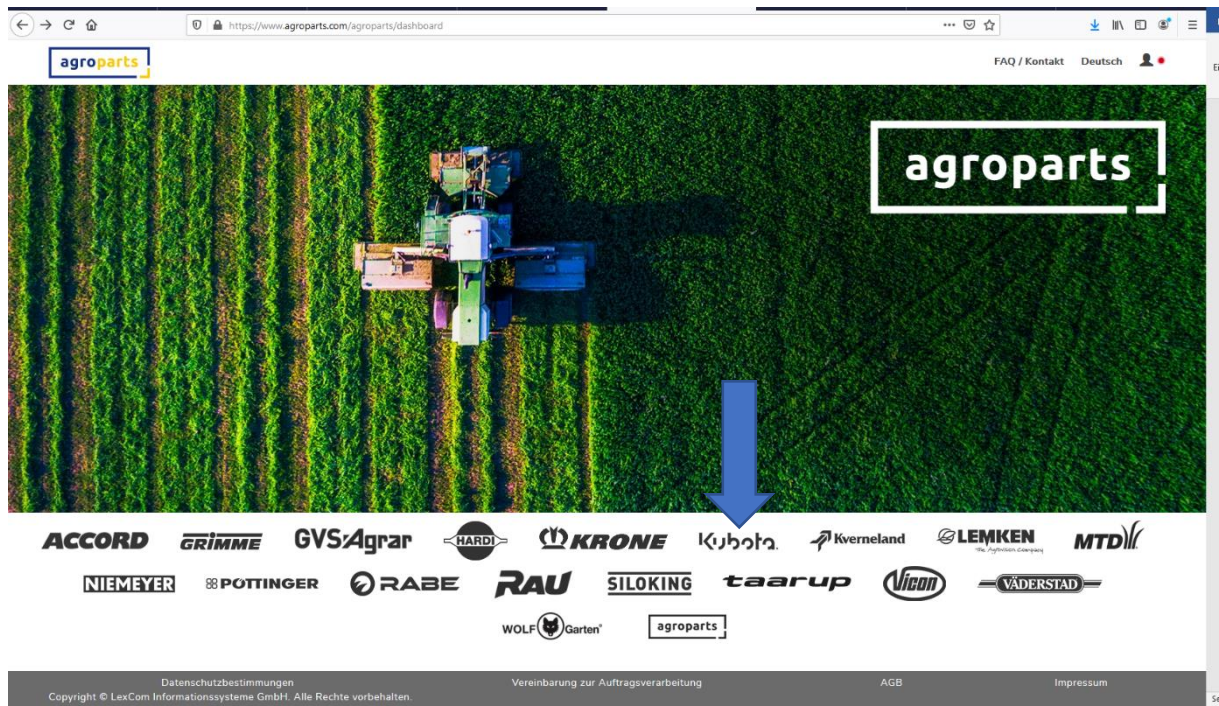 https://www.agroparts.com/agroparts/dashboard
agroparts
FAQ / Kontakt Deutsch
agroparts
ACCORD GRIMME GVS:Agrar HARDI KRONE Kubota. Kverneland LEMKEN The Agrovision Company MTD
NIEMEYER PÖTTINGER RABE RAU SILOKING taarup Vicon VÄDERSTAD
WOLF Garten® agroparts
Datenschutzbestimmungen Vereinbarung zur Auftragsverarbeitung AGB Impressum
Copyright © LexCom Informationssysteme GmbH. Alle Rechte vorbehalten.